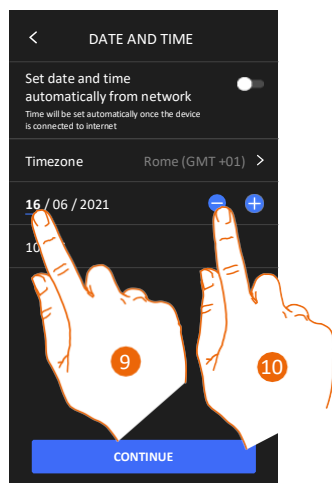 DATE AND TIME
Set date and time
automatically from network
Time will be set automatically once the device
is connected to internet
Timezone Rome (GMT +01)
16 / 06 / 2021
10
9
10
CONTINUE